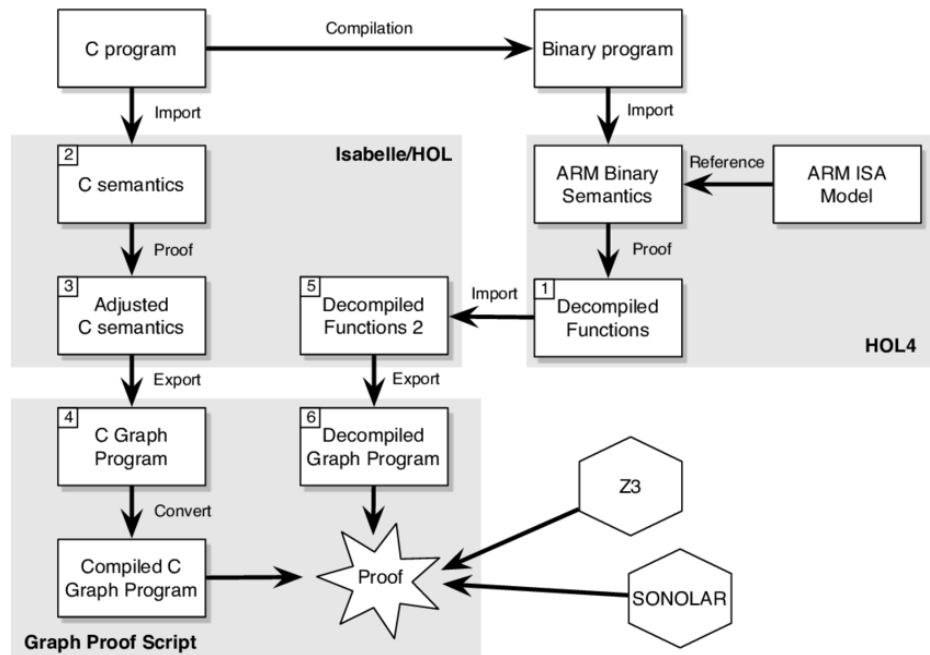 C program
Compilation
Binary program
Import
Import
Isabelle/HOL
2
C semantics
ARM Binary
Semantics
Reference
ARM ISA
Model
Proof
Proof
3
Adjusted
C semantics
5
Decompiled
Functions 2
Import
1
Decompiled
Functions
HOL4
Export
Export
4
C Graph
Program
6
Decompiled
Graph Program
Z3
Convert
Compiled C
Graph Program
Proof
SONOLAR
Graph Proof Script